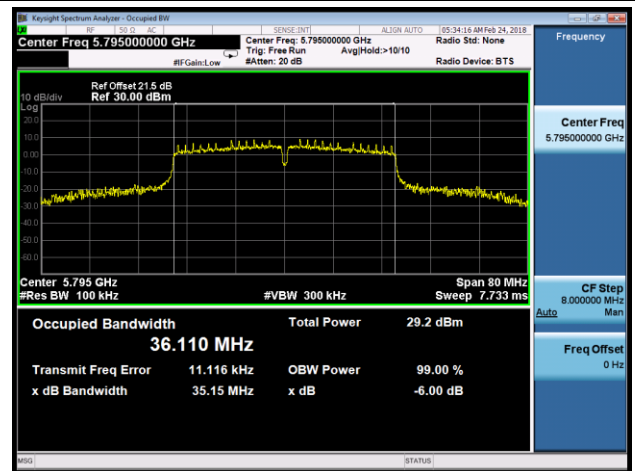 Keysight Spectrum Analyzer - Occupied BW
RF 50 Ω AC SENSE:INT ALIGN AUTO 05:34:16 AM Feb 24, 2018
Center Freq 5.795000000 GHz
Center Freq: 5.795000000 GHz Radio Std: None
Trig: Free Run Avg|Hold:>10/10
#IFGain:Low #Atten: 20 dB Radio Device: BTS
Ref Offset 21.5 dB
10 dB/div Ref 30.00 dBm
Log
20.0
10.0
0.00
-10.0
-20.0
-30.0
-40.0
-50.0
-60.0
Center 5.795 GHz Span 80 MHz
#Res BW 100 kHz #VBW 300 kHz Sweep 7.733 ms
Occupied Bandwidth Total Power 29.2 dBm
36.110 MHz
Transmit Freq Error 11.116 kHz OBW Power 99.00 %
x dB Bandwidth 35.15 MHz x dB -6.00 dB
Frequency
Center Freq
5.795000000 GHz
CF Step
8.000000 MHz
Auto Man
Freq Offset
0 Hz
MSG STATUS